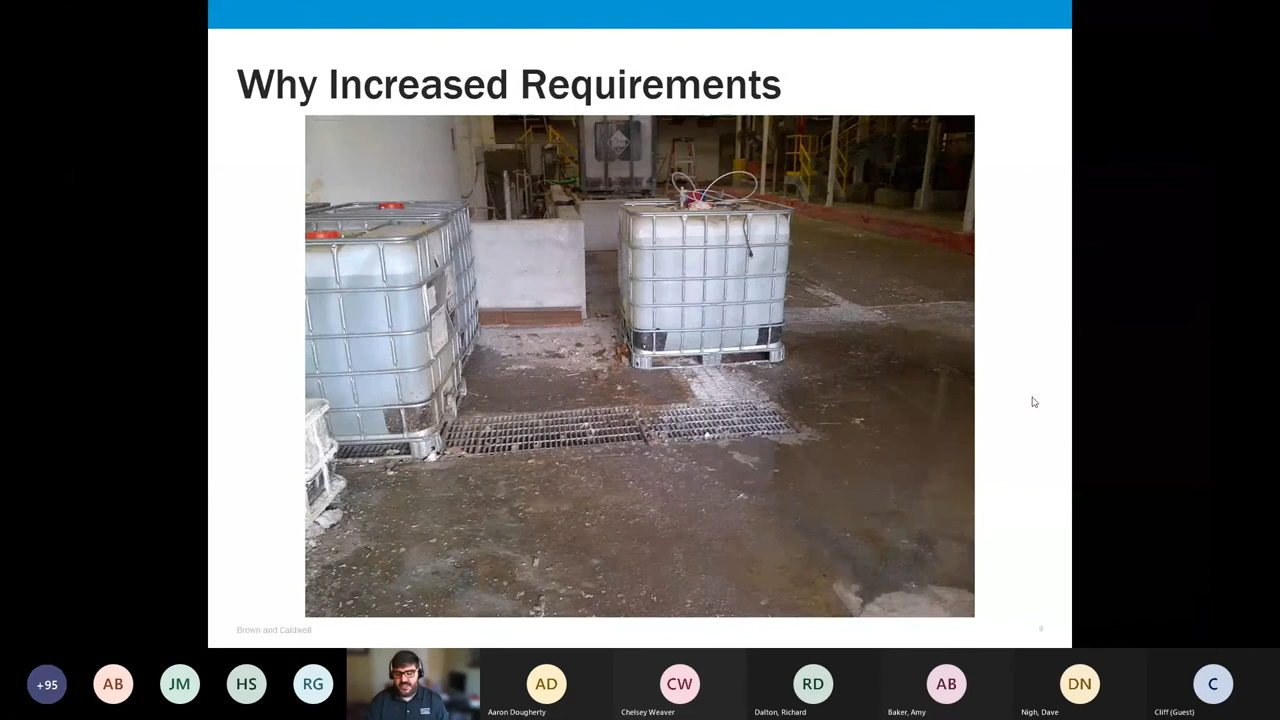 Why Increased Requirements
Brown and Caldwell
9
+95
AB
JM
HS
RG
AD
CW
RD
AB
DN
C
Aaron Dougherty
Chelsey Weaver
Dalton, Richard
Baker, Amy
Nigh, Dave
Cliff (Guest)